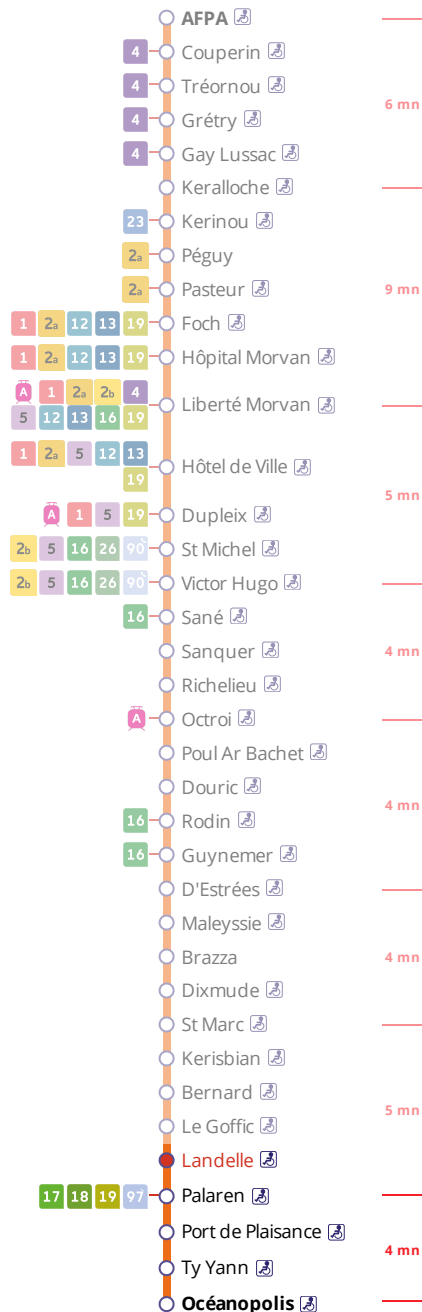 AFPA
4 Couperin
4 Tréornou
6 mn
4 Grétry
4 Gay Lussac
Keralloche
23 Kerinou
2a Péguy
2a Pasteur
9 mn
1 2a 12 13 19 Foch
1 2a 12 13 19 Hôpital Morvan
A 1 2a 2b 4
5 12 13 16 19
Liberté Morvan
1 2a 5 12 13
19
Hôtel de Ville
5 mn
A 1 5 19 Dupleix
2b 5 16 26 90 St Michel
2b 5 16 26 90 Victor Hugo
16 Sané
Sanquer
4 mn
Richelieu
A Octroi
Poul Ar Bachet
Douric
4 mn
16 Rodin
16 Guynemer
D'Estrées
Maleyssie
Brazza
4 mn
Dixmude
St Marc
Kerisbian
Bernard
5 mn
Le Goffic
Landelle
17 18 19 97 Palaren
Port de Plaisance
4 mn
Ty Yann
Océanopolis